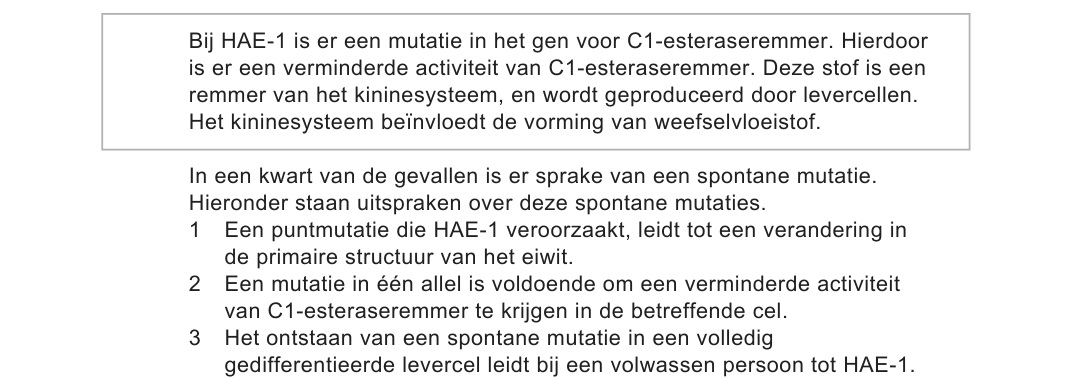 Bij HAE-1 is er een mutatie in het gen voor C1-esteraseremmer. Hierdoor
is er een verminderde activiteit van C1-esteraseremmer. Deze stof is een
remmer van het kininesysteem, en wordt geproduceerd door levercellen.
Het kininesysteem beïnvloedt de vorming van weefselvloeistof.
In een kwart van de gevallen is er sprake van een spontane mutatie.
Hieronder staan uitspraken over deze spontane mutaties.
1 Een puntmutatie die HAE-1 veroorzaakt, leidt tot een verandering in
de primaire structuur van het eiwit.
2 Een mutatie in één allel is voldoende om een verminderde activiteit
van C1-esteraseremmer te krijgen in de betreffende cel.
3 Het ontstaan van een spontane mutatie in een volledig
gedifferentieerde levercel leidt bij een volwassen persoon tot HAE-1.